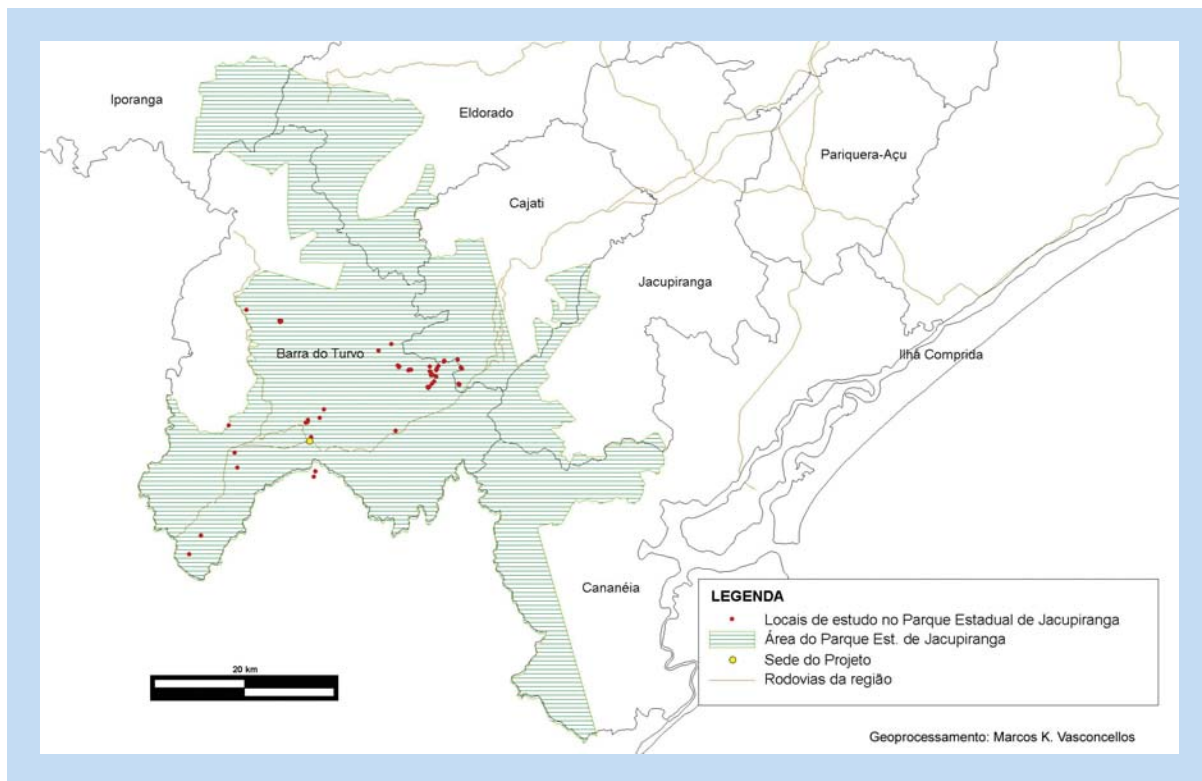 Iporanga
Eldorado
Pariquera-Açu
Cajati
Jacupiranga
Barra do Turvo
Ilha Comprida
Cananéia
LEGENDA
Locais de estudo no Parque Estadual de Jacupiranga
Área do Parque Est. de Jacupiranga
Sede do Projeto
Rodovias da região
20 km
Geoprocessamento: Marcos K. Vasconcellos